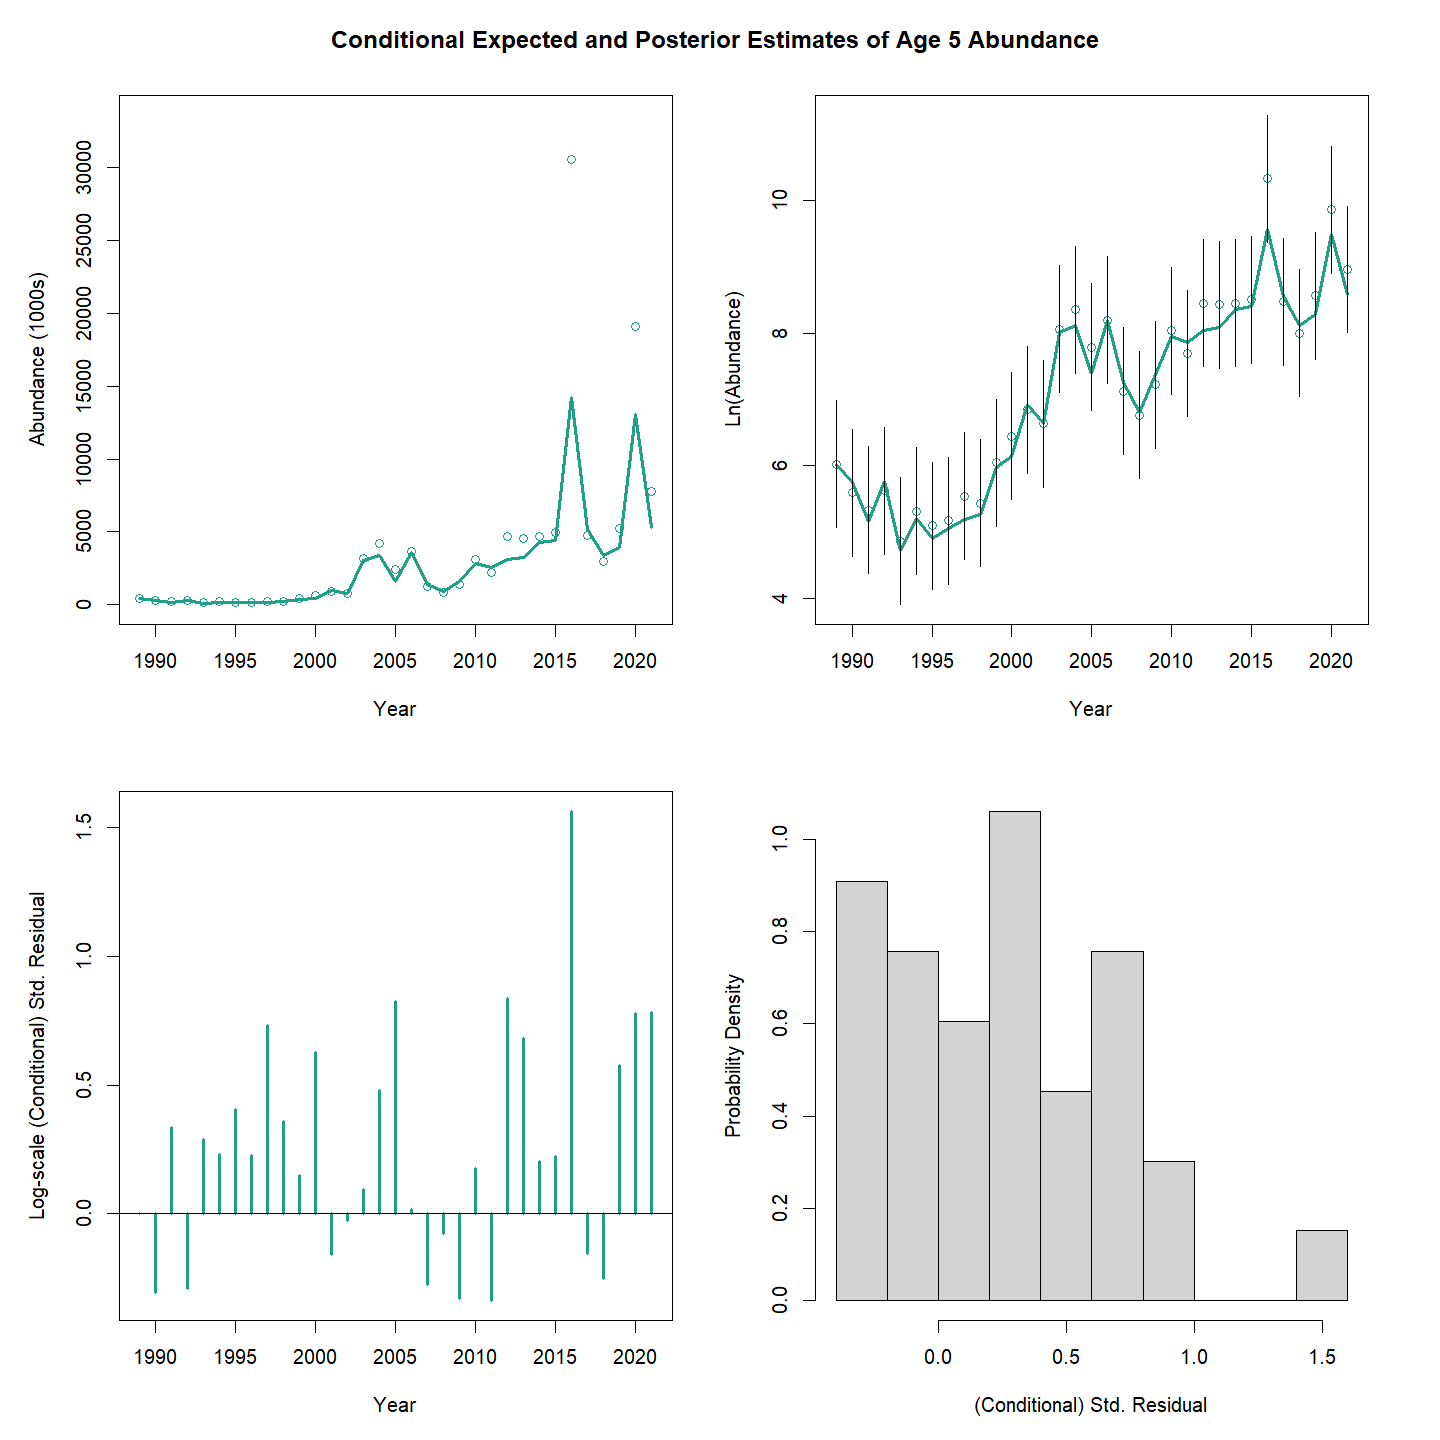 Conditional Expected and Posterior Estimates of Age 5 Abundance
Abundance (1000s)
0
5000
10000
15000
20000
25000
30000
1990 1995 2000 2005 2010 2015 2020
Year
Ln(Abundance)
4
6
8
10
1990 1995 2000 2005 2010 2015 2020
Year
Log-scale (Conditional) Std. Residual
0.0
0.5
1.0
1.5
1990 1995 2000 2005 2010 2015 2020
Year
Probability Density
0.0
0.2
0.4
0.6
0.8
1.0
0.0 0.5 1.0 1.5
(Conditional) Std. Residual